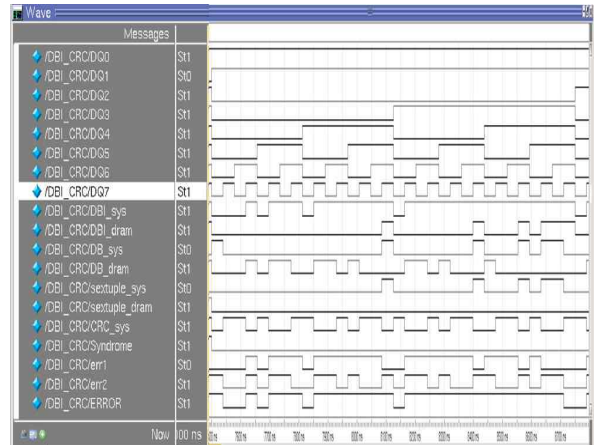 Wave
Messages
/DBI_CRC/DQ0 St1
/DBI_CRC/DQ1 St0
/DBI_CRC/DQ2 St1
/DBI_CRC/DQ3 St1
/DBI_CRC/DQ4 St1
/DBI_CRC/DQ5 St1
/DBI_CRC/DQ6 St1
/DBI_CRC/DQ7 St1
/DBI_CRC/DBI_sys St1
/DBI_CRC/DBI_dram St1
/DBI_CRC/DB_sys St0
/DBI_CRC/DB_dram St1
/DBI_CRC/sextuple_sys St0
/DBI_CRC/sextuple_dram St1
/DBI_CRC/CRC_sys St1
/DBI_CRC/Syndrome St1
/DBI_CRC/err1 St0
/DBI_CRC/err2 St1
/DBI_CRC/ERROR St1
Now